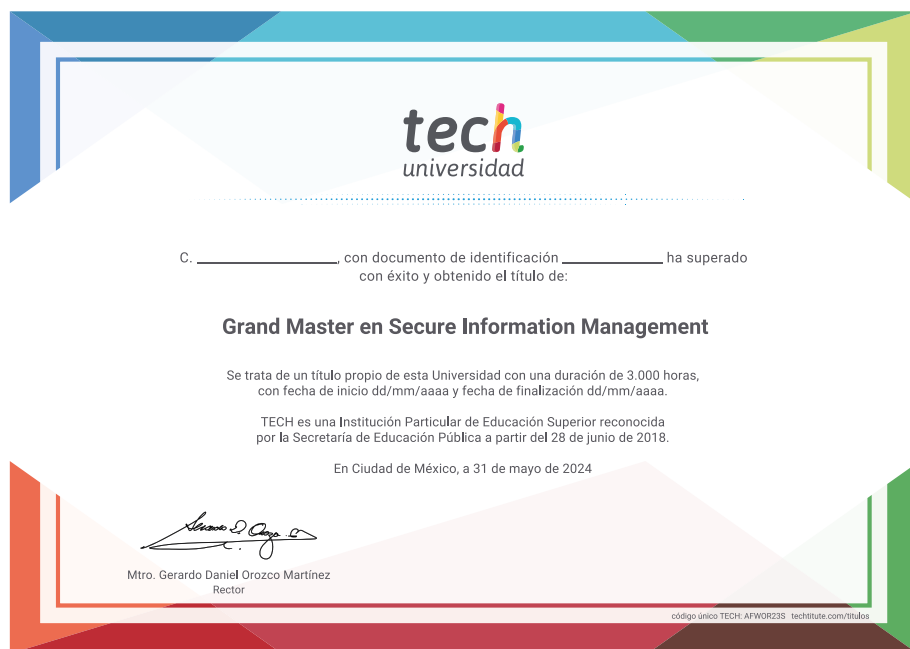 tech
universidad
C. ____________, con documento de identificación ____________ ha superado
con éxito y obtenido el título de:
Grand Master en Secure Information Management
Se trata de un título propio de esta Universidad con una duración de 3.000 horas,
con fecha de inicio dd/mm/aaaa y fecha de finalización dd/mm/aaaa.
TECH es una Institución Particular de Educación Superior reconocida
por la Secretaría de Educación Pública a partir del 28 de junio de 2018.
En Ciudad de México, a 31 de mayo de 2024
Mtro. Gerardo Daniel Orozco Martínez
Rector
código único TECH: AFWOR23S techtitute.com/titulos